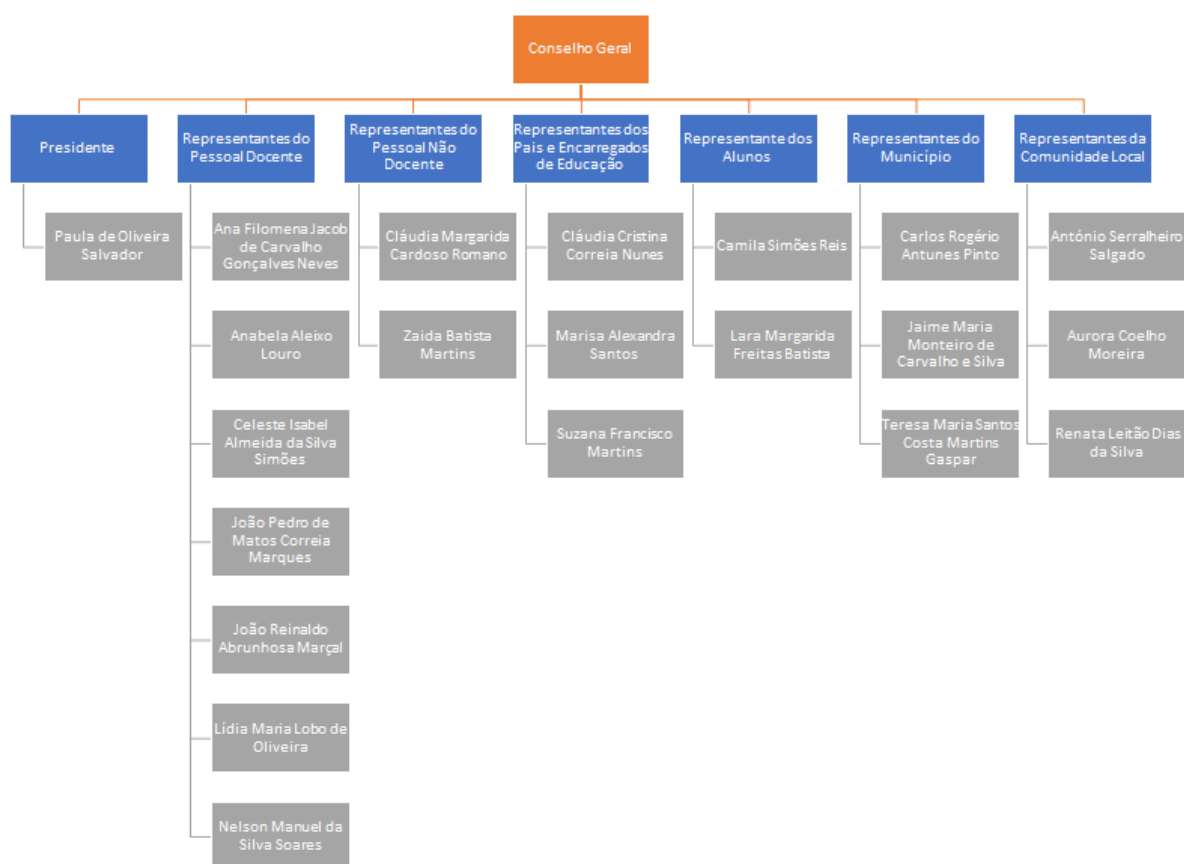 Conselho Geral
Presidente
Representantes do
Pessoal Docente
Representantes do
Pessoal Não
Docente
Representantes dos
Pais e Encarregados
de Educação
Representante dos
Alunos
Representantes do
Município
Representantes da
Comunidade Local
Paula de Oliveira
Salvador
Ana Filomena Jacob
de Carvalho
Gonçalves Neves
Anabela Aleixo
Louro
Celeste Isabel
Almeida da Silva
Simões
João Pedro de
Matos Correia
Marques
João Reinaldo
Abrunhosa Marçal
Lídia Maria Lobo de
Oliveira
Nelson Manuel da
Silva Soares
Cláudia Margarida
Cardoso Romano
Zaida Batista
Martins
Cláudia Cristina
Correia Nunes
Marisa Alexandra
Santos
Suzana Francisco
Martins
Camila Simões Reis
Lara Margarida
Freitas Batista
Carlos Rogério
Antunes Pinto
Jaime Maria
Monteiro de
Carvalho e Silva
Teresa Maria Santos
Costa Martins
Gaspar
António Serralheiro
Salgado
Aurora Coelho
Moreira
Renata Leitão Dias
da Silva